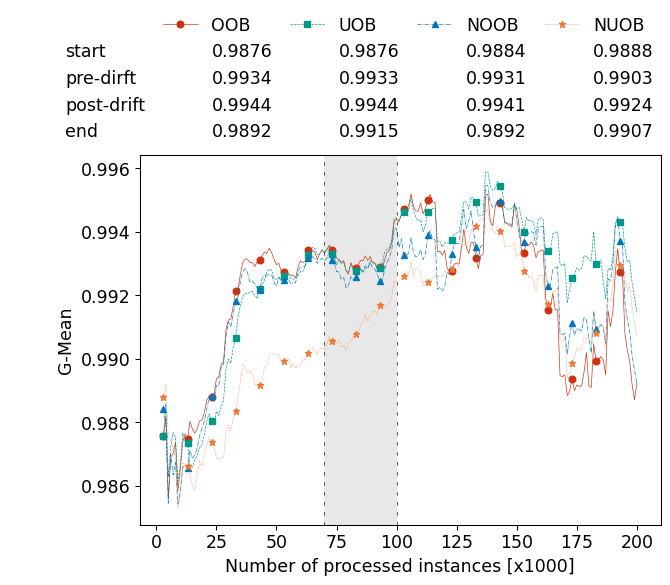 OOB UOB NOOB NUOB
start 0.9876 0.9876 0.9884 0.9888
pre-dirft 0.9934 0.9933 0.9931 0.9903
post-drift 0.9944 0.9944 0.9941 0.9924
end 0.9892 0.9915 0.9892 0.9907
0.996
0.994
0.992
0.990
0.988
0.986
G-Mean
0 25 50 75 100 125 150 175 200
Number of processed instances [x1000]